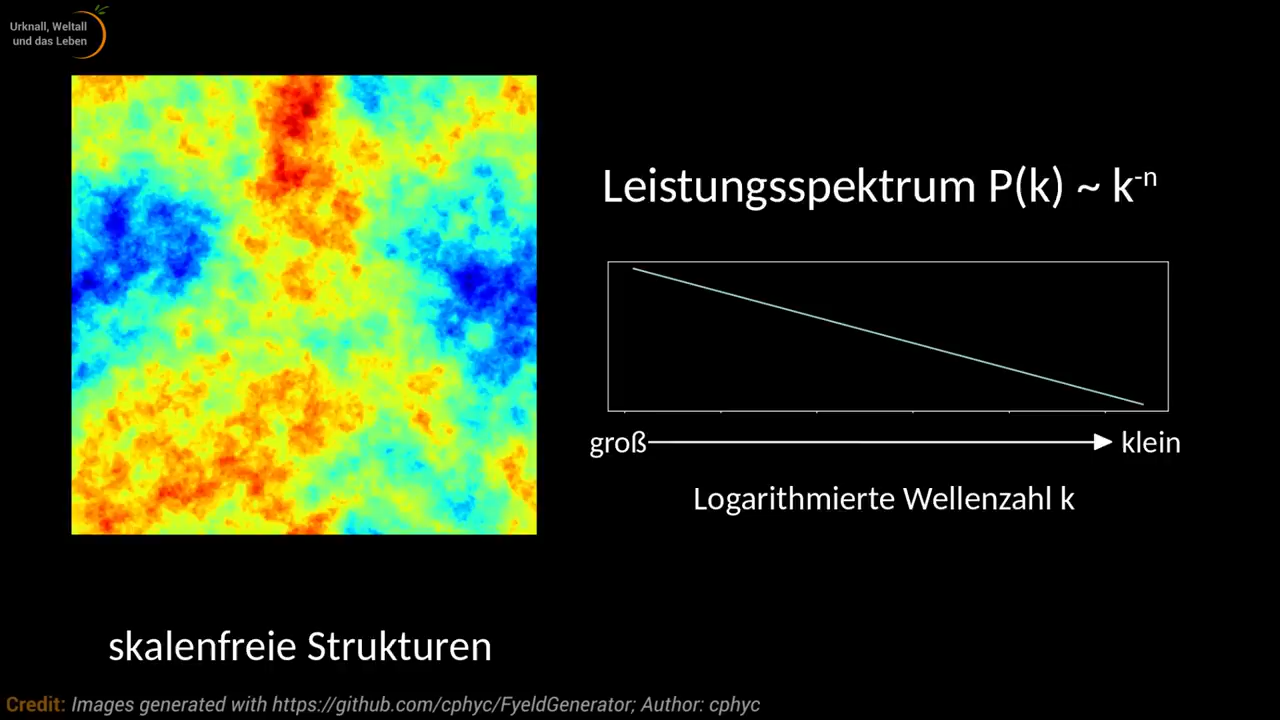 Urknall, Weltall
und das Leben
Leistungsspektrum P(k) ~ k⁻ⁿ
groß
klein
Logarithmierte Wellenzahl k
skalenfreie Strukturen
Credit: Images generated with https://github.com/cphyc/FyeldGenerator; Author: cphyc